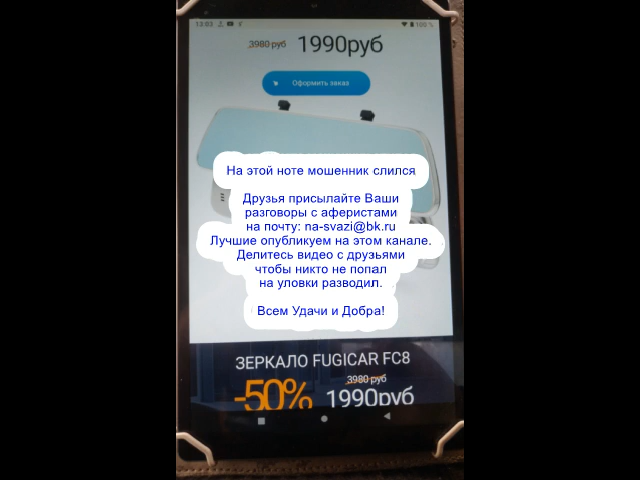 13:03
100 %
3980 руб 1990руб
Оформить заказ
На этой ноте мошенник слился
Друзья присылайте Ваши
разговоры с аферистами
на почту: na-svazi@bk.ru
Лучшие опубликуем на этом канале.
Делитесь видео с друзьями
чтобы никто не попал
на уловки разводил.
Всем Удачи и Добра!
ЗЕРКАЛО FUGICAR FC8
-50% 3980 руб
1990руб